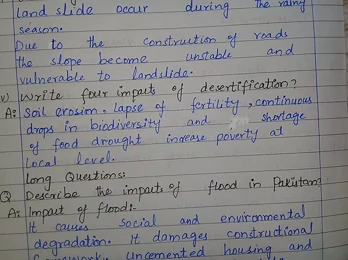 land slide occur during the rainy
season.
Due to the construction of roads
the slope become unstable and
vulnerable to landslide.
v) Write four impacts of desertification?
A: Soil erosion, lapse of fertility, continuous
drops in biodiversity and shortage
of food drought increase poverty at
local level.
Long Questions:
Q Describe the impacts of flood in Pakistan?
A: Impact of flood:-
It causes social and environmental
degradation. It damages constructional
uncemented housing and